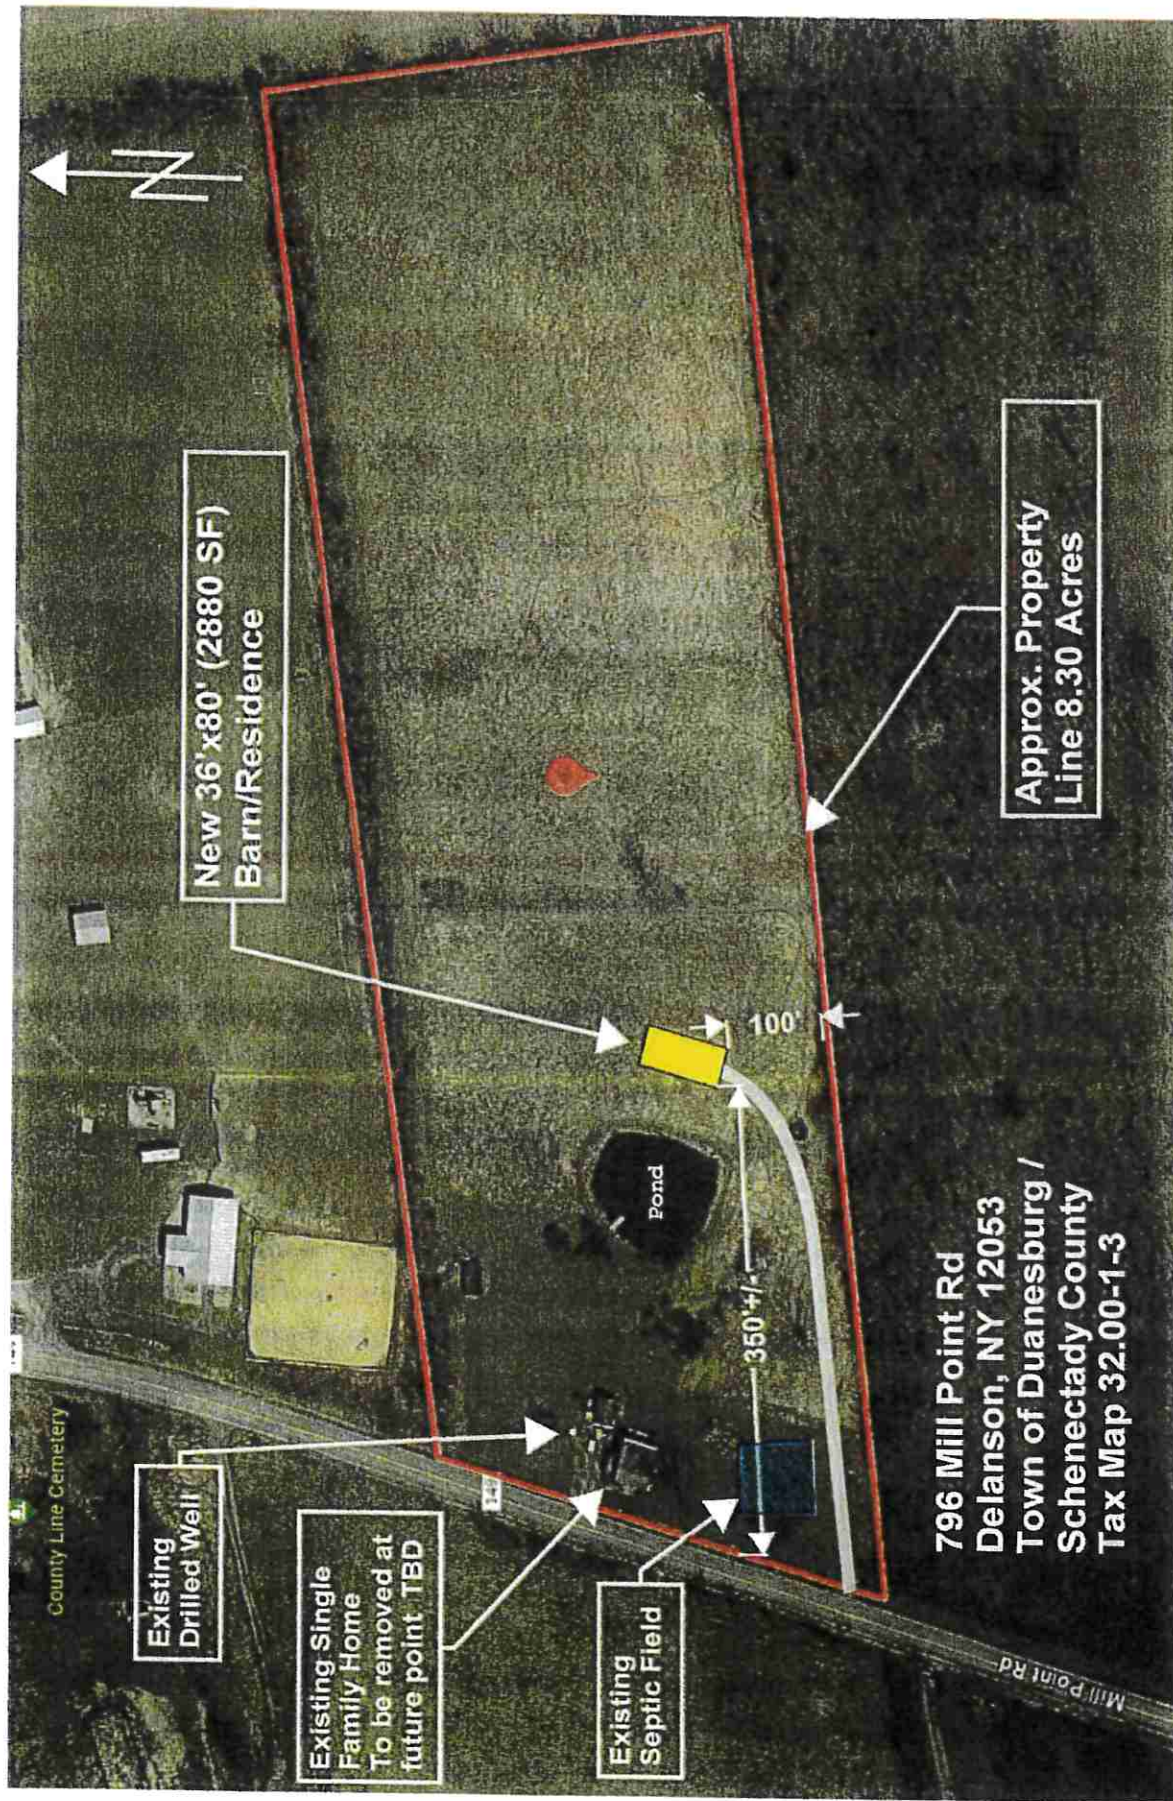 County Line Cemetery
Existing
Drilled Well
Existing Single
Family Home
To be removed at
future point TBD
Existing
Septic Field
New 36'x80' (2880 SF)
Barn/Residence
N
Pond
350'+/-
100'
Approx. Property
Line 8.30 Acres
Mill Point Rd
796 Mill Point Rd
Delanson, NY 12053
Town of Duanesburg /
Schenectady County
Tax Map 32.00-1-3